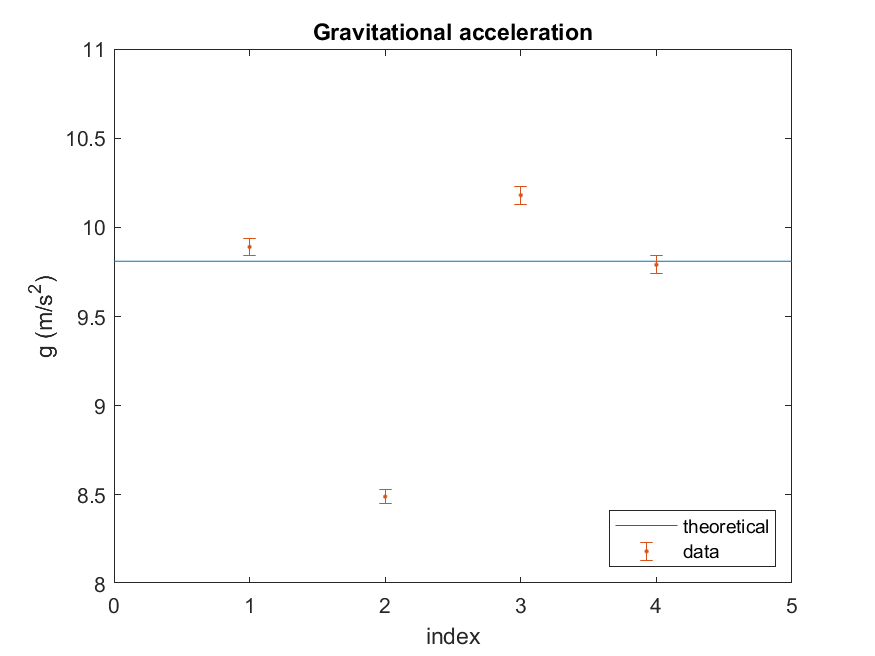 Gravitational acceleration
11
10.5
10
9.5
9
8.5
8
g (m/s²)
0 1 2 3 4 5
index
theoretical
data